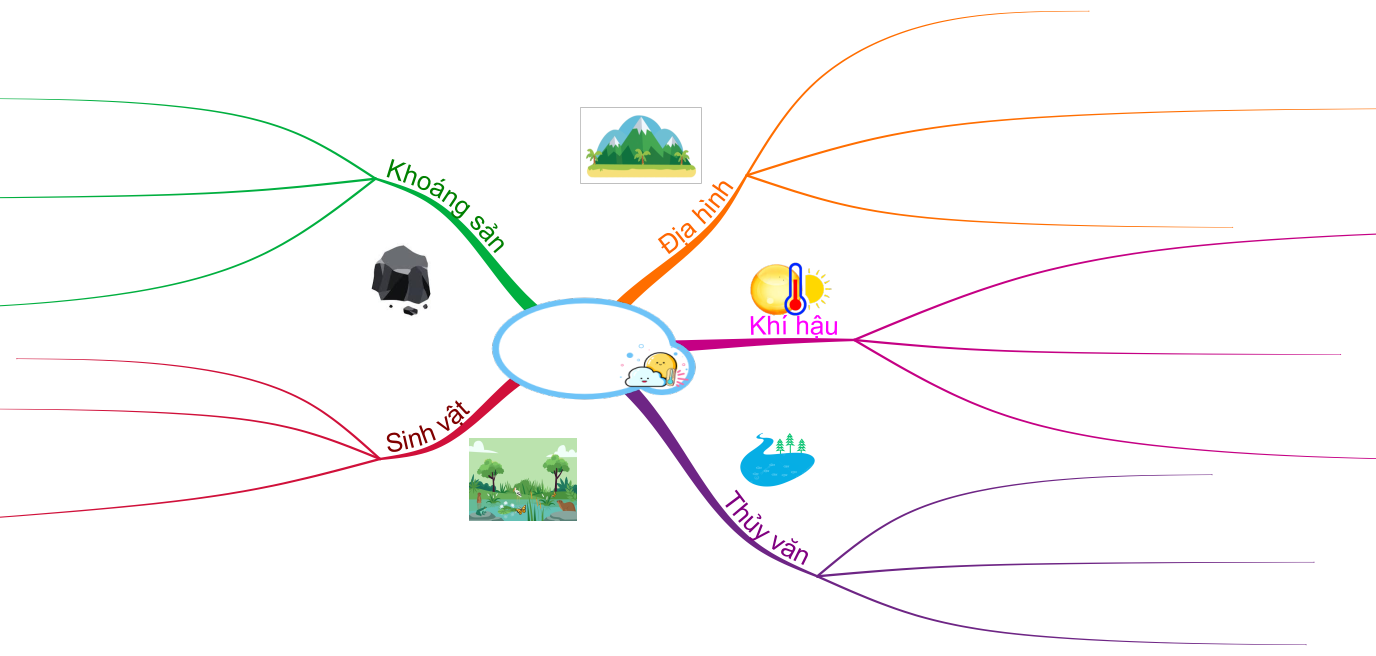 Khoáng sản
Địa hình
Khí hậu
Sinh vật
Thủy văn